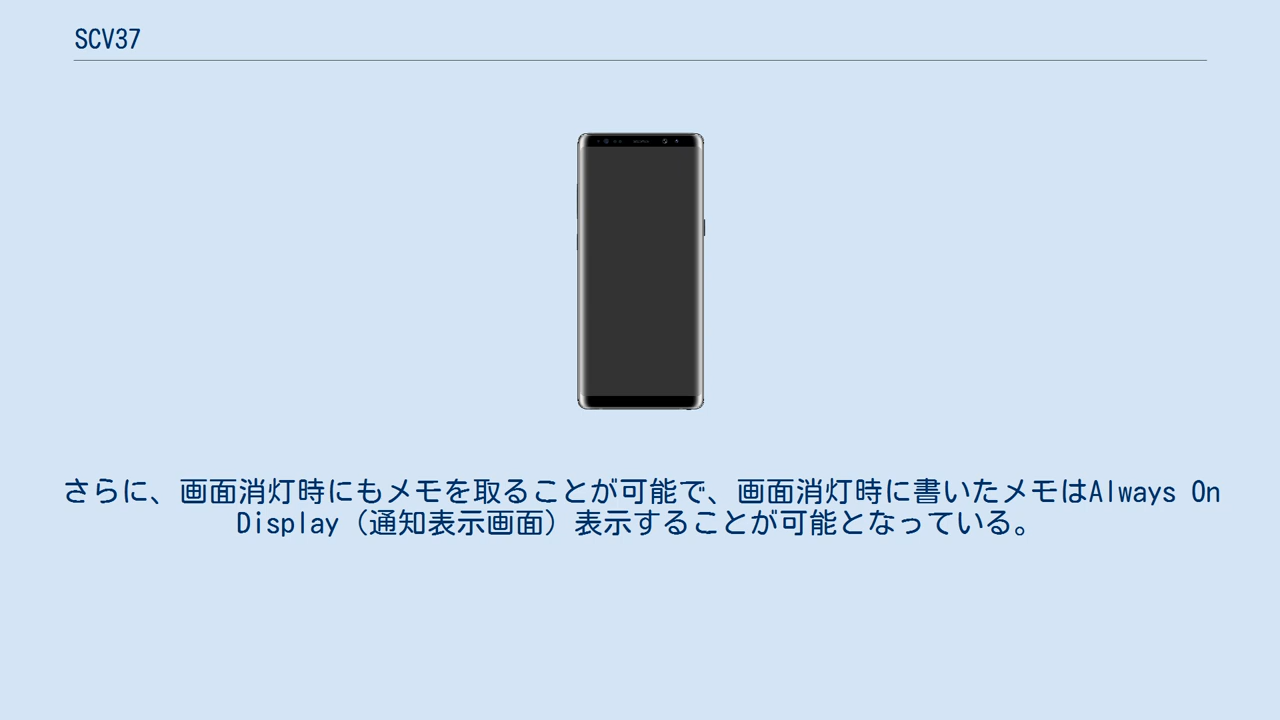 SCV37
さらに、画面消灯時にもメモを取ることが可能で、画面消灯時に書いたメモはAlways On
Display（通知表示画面）表示することが可能となっている。